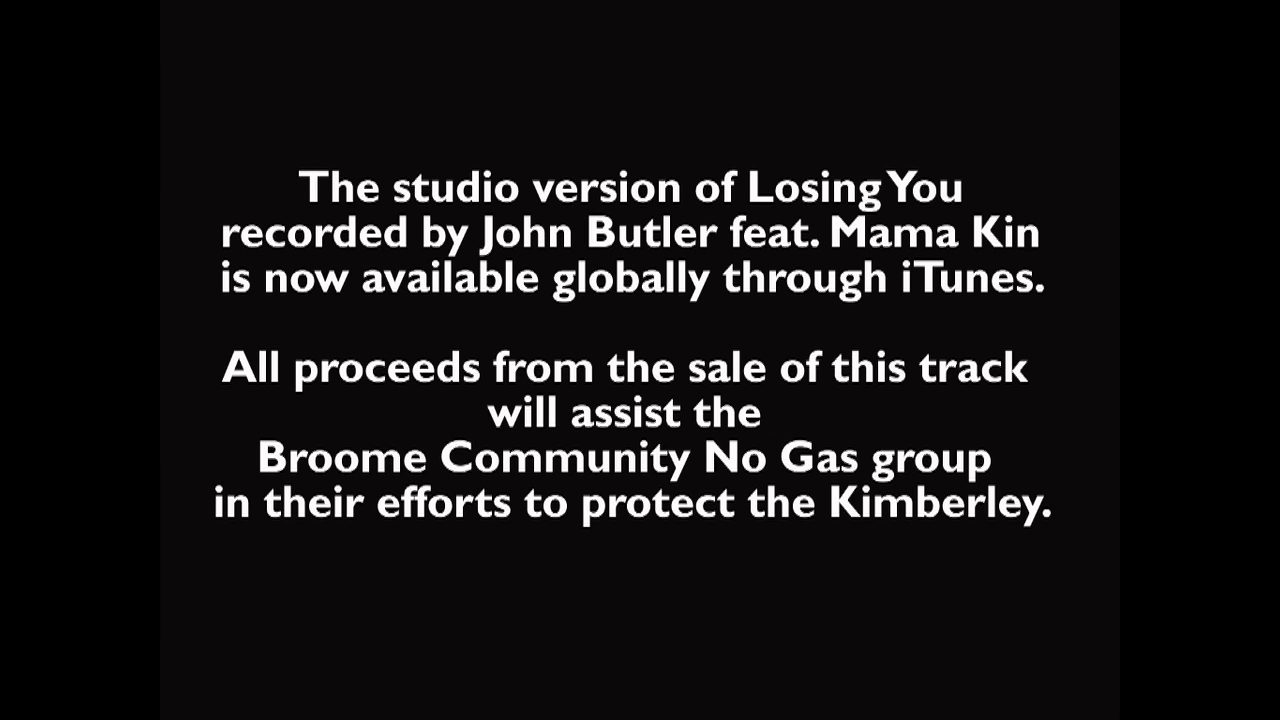 The studio version of Losing You
recorded by John Butler feat. Mama Kin
is now available globally through iTunes.
All proceeds from the sale of this track
will assist the
Broome Community No Gas group
in their efforts to protect the Kimberley.